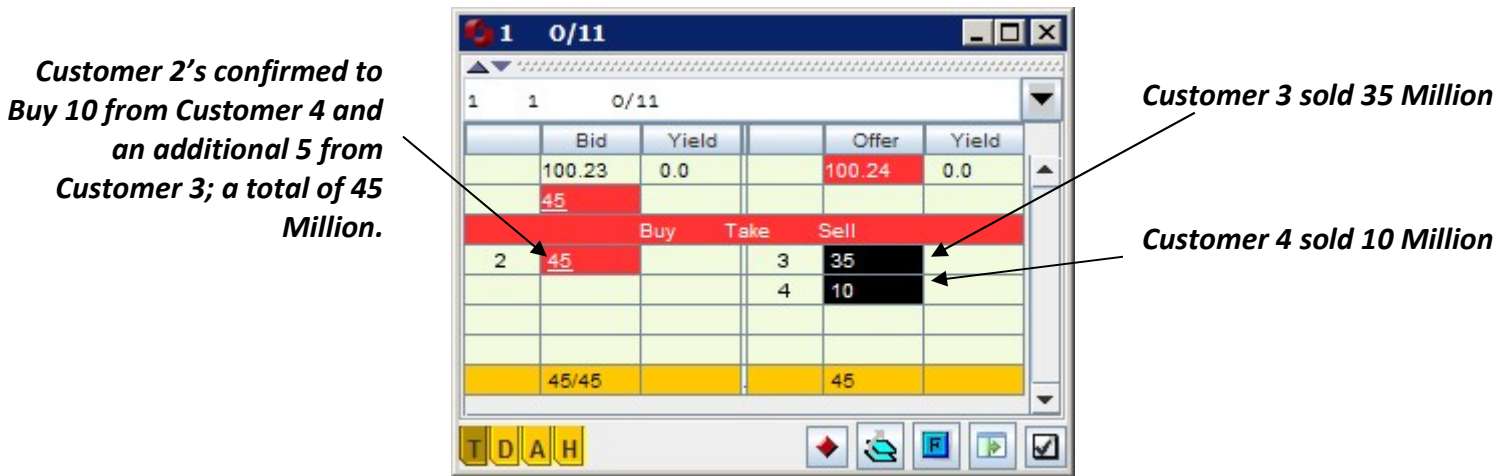 Customer 2's confirmed to
Buy 10 from Customer 4 and
an additional 5 from
Customer 3; a total of 45
Million.
1 0/11
1 1 0/11
Bid Yield Offer Yield
100.23 0.0 100.24 0.0
45
Buy Take Sell
2 45 3 35
4 10
45/45 . 45
T D A H F
Customer 3 sold 35 Million
Customer 4 sold 10 Million